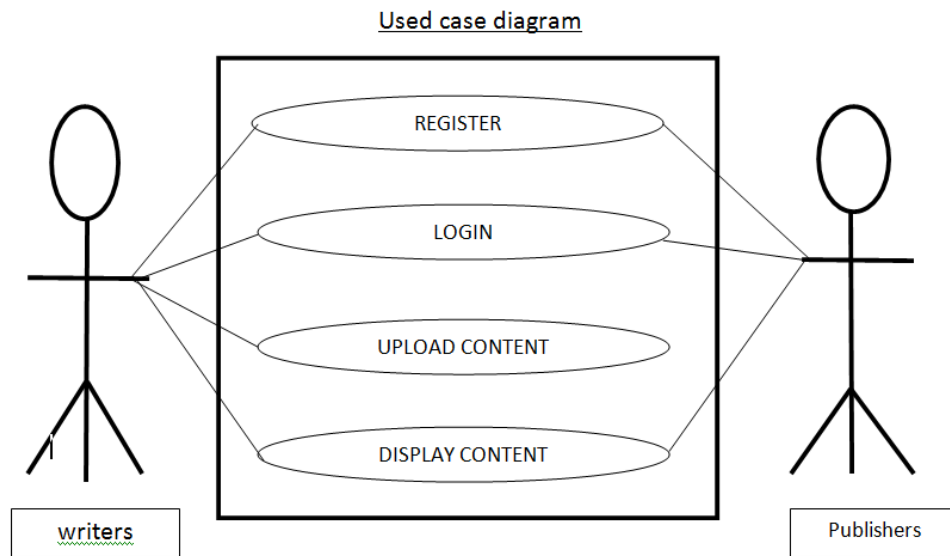 Used case diagram
REGISTER
LOGIN
UPLOAD CONTENT
DISPLAY CONTENT
writers
Publishers